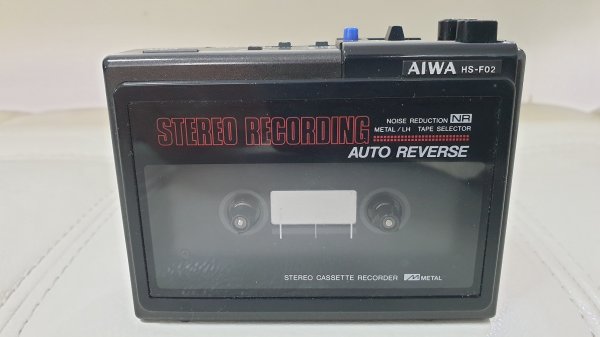 AIWA HS-F02
NOISE REDUCTION NR
STEREO RECORDING METAL/LH TAPE SELECTOR
AUTO REVERSE
STEREO CASSETTE RECORDER METAL